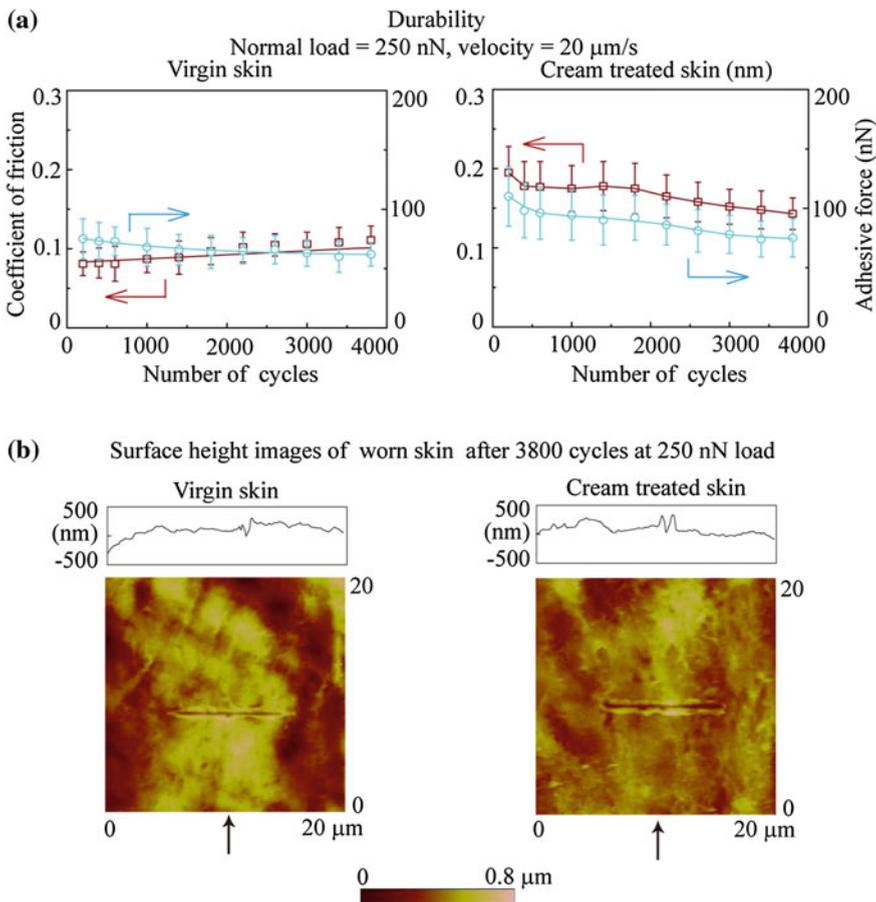 (a)
Durability
Normal load = 250 nN, velocity = 20 μm/s
Virgin skin
Cream treated skin (nm)
0.3
0.2
0.1
0
Coefficient of friction
200
100
0
0 1000 2000 3000 4000
Number of cycles
0.3
0.2
0.1
0
200
100
0
Adhesive force (nN)
0 1000 2000 3000 4000
Number of cycles
(b)
Surface height images of worn skin after 3800 cycles at 250 nN load
Virgin skin
500
(nm)
-500
20
0
0 20 μm
Cream treated skin
500
(nm)
-500
20
0
0 20 μm
0 0.8 μm